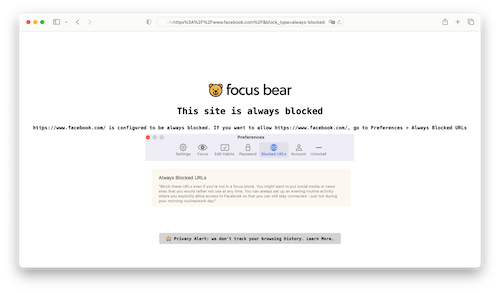 https%3A%2F%2Fwww.facebook.com%2F&block_type=always-blocked
focus bear
This site is always blocked
https://www.facebook.com/ is configured to be always blocked. If you want to allow https://www.facebook.com/, go to Preferences > Always Blocked URLs
Preferences
Settings Focus Edit Habits Password Blocked URLs Account Uninstall
Always Blocked URLs
"Block these URLs even if you're not in a focus block. You might want to put social media or news
sites that you would rather not use at any time. You can always set up an evening routine activity
where you explicitly allow access to Facebook so that you can still stay connected - just not during
your morning routine/work day."
Privacy Alert: we don't track your browsing history. Learn More.